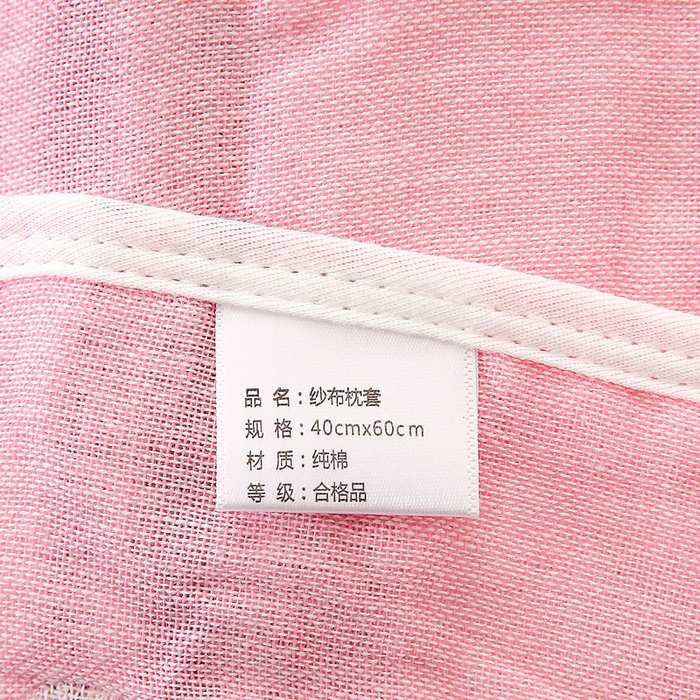 品 名：纱布枕套
规 格：40cmx60cm
材 质：纯棉
等 级：合格品